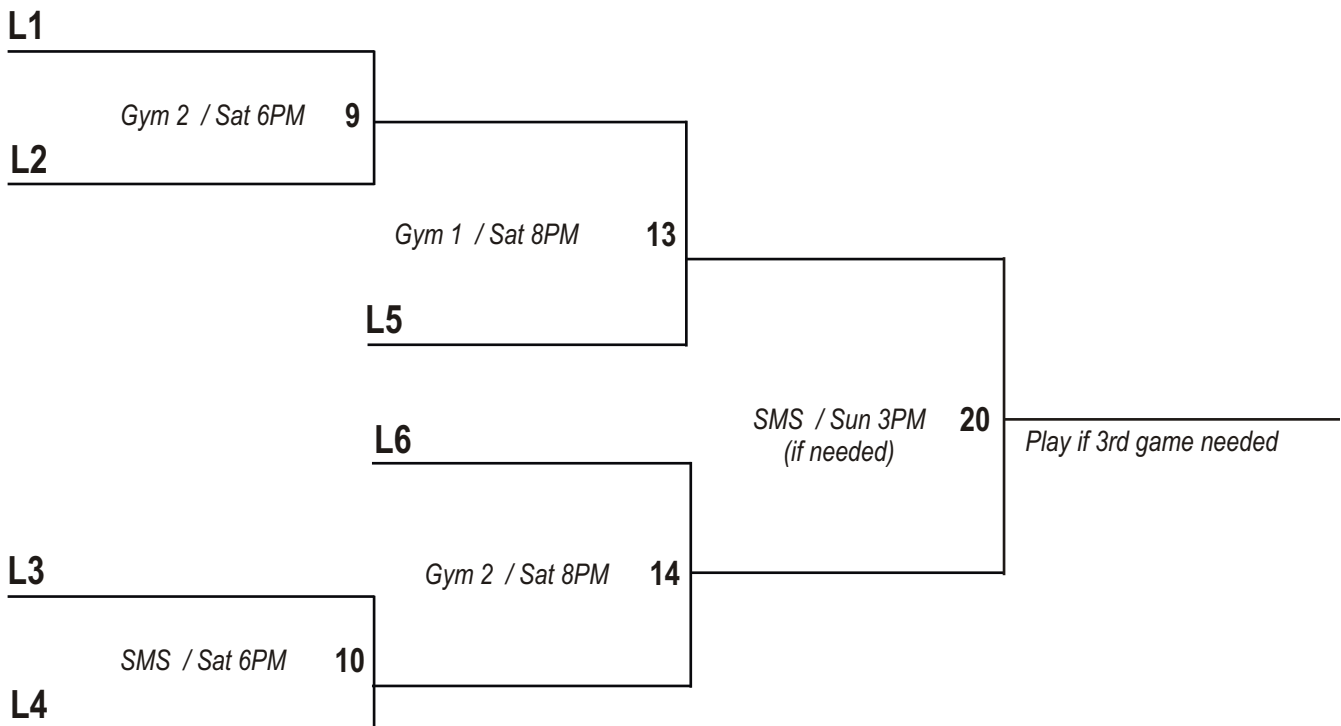 L1
Gym 2 / Sat 6PM 9
L2
Gym 1 / Sat 8PM 13
L5
SMS / Sun 3PM 20
(if needed)
Play if 3rd game needed
L6
L3
Gym 2 / Sat 8PM 14
SMS / Sat 6PM 10
L4